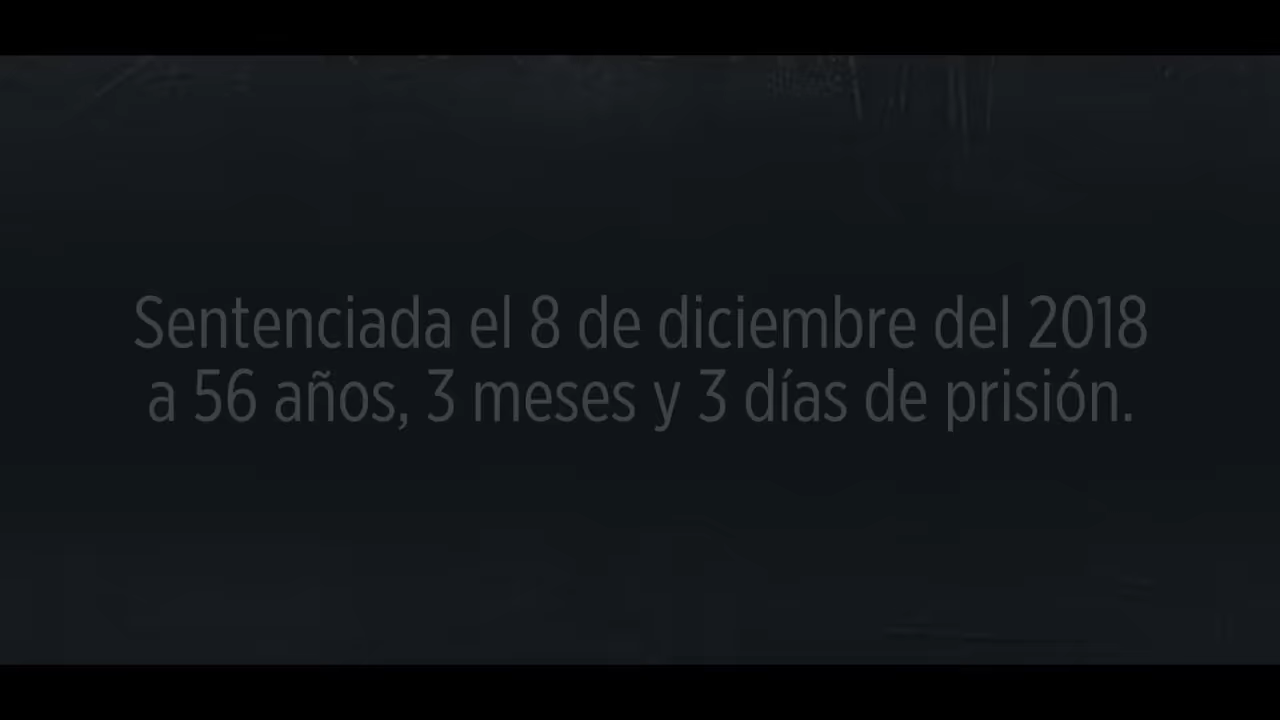 Sentenciada el 8 de diciembre del 2018
a 56 años, 3 meses y 3 días de prisión.